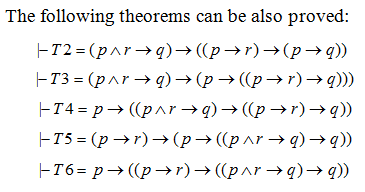 The following theorems can be also proved:
⊢T2 = (p∧r→q)→((p→r)→(p→q))
⊢T3 = (p∧r→q)→(p→((p→r)→q)))
⊢T4 = p→((p∧r→q)→((p→r)→q))
⊢T5 = (p→r)→(p→((p∧r→q)→q))
⊢T6= p→((p→r)→((p∧r→q)→q))